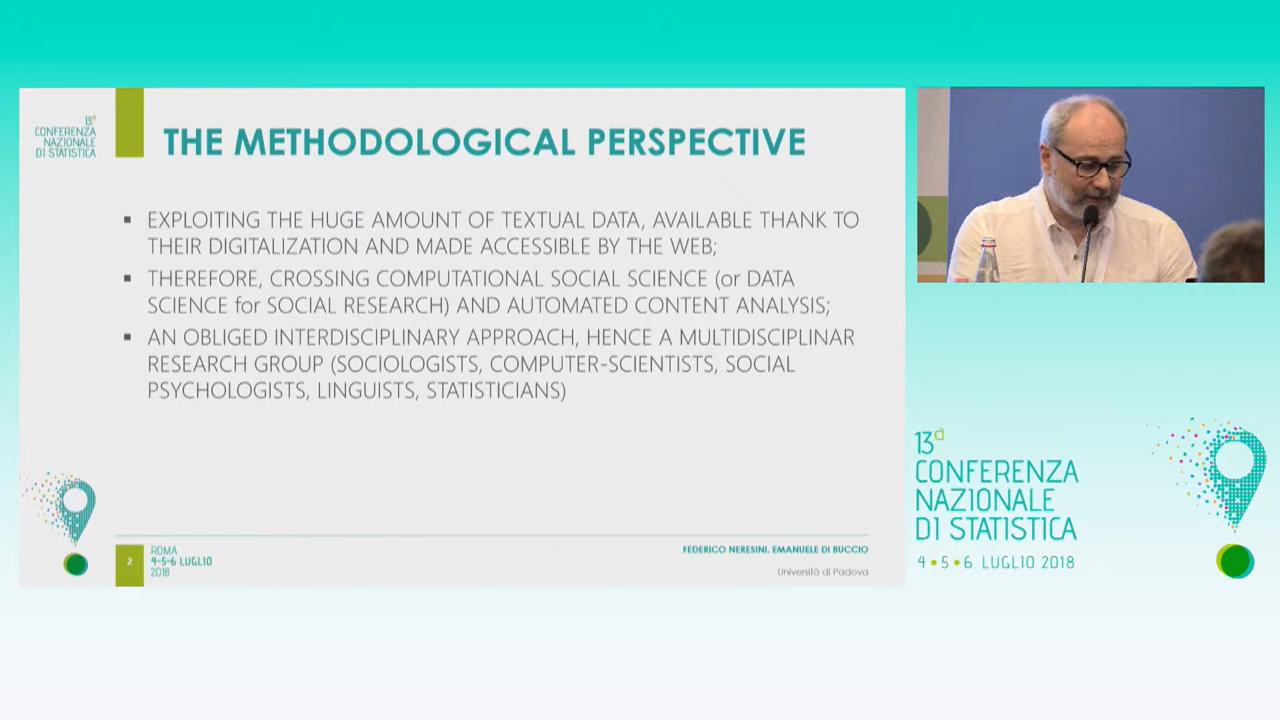 13ª
CONFERENZA
NAZIONALE
DI STATISTICA
THE METHODOLOGICAL PERSPECTIVE
▪ EXPLOITING THE HUGE AMOUNT OF TEXTUAL DATA, AVAILABLE THANK TO
THEIR DIGITALIZATION AND MADE ACCESSIBLE BY THE WEB;
▪ THEREFORE, CROSSING COMPUTATIONAL SOCIAL SCIENCE (or DATA
SCIENCE for SOCIAL RESEARCH) AND AUTOMATED CONTENT ANALYSIS;
▪ AN OBLIGED INTERDISCIPLINARY APPROACH, HENCE A MULTIDISCIPLINAR
RESEARCH GROUP (SOCIOLOGISTS, COMPUTER-SCIENTISTS, SOCIAL
PSYCHOLOGISTS, LINGUISTS, STATISTICIANS)
2
ROMA
4-5-6 LUGLIO
2018
FEDERICO NERESINI, EMANUELE DI BUCCIO
Università di Padova
13ª
CONFERENZA
NAZIONALE
DI STATISTICA
4•5•6 LUGLIO 2018